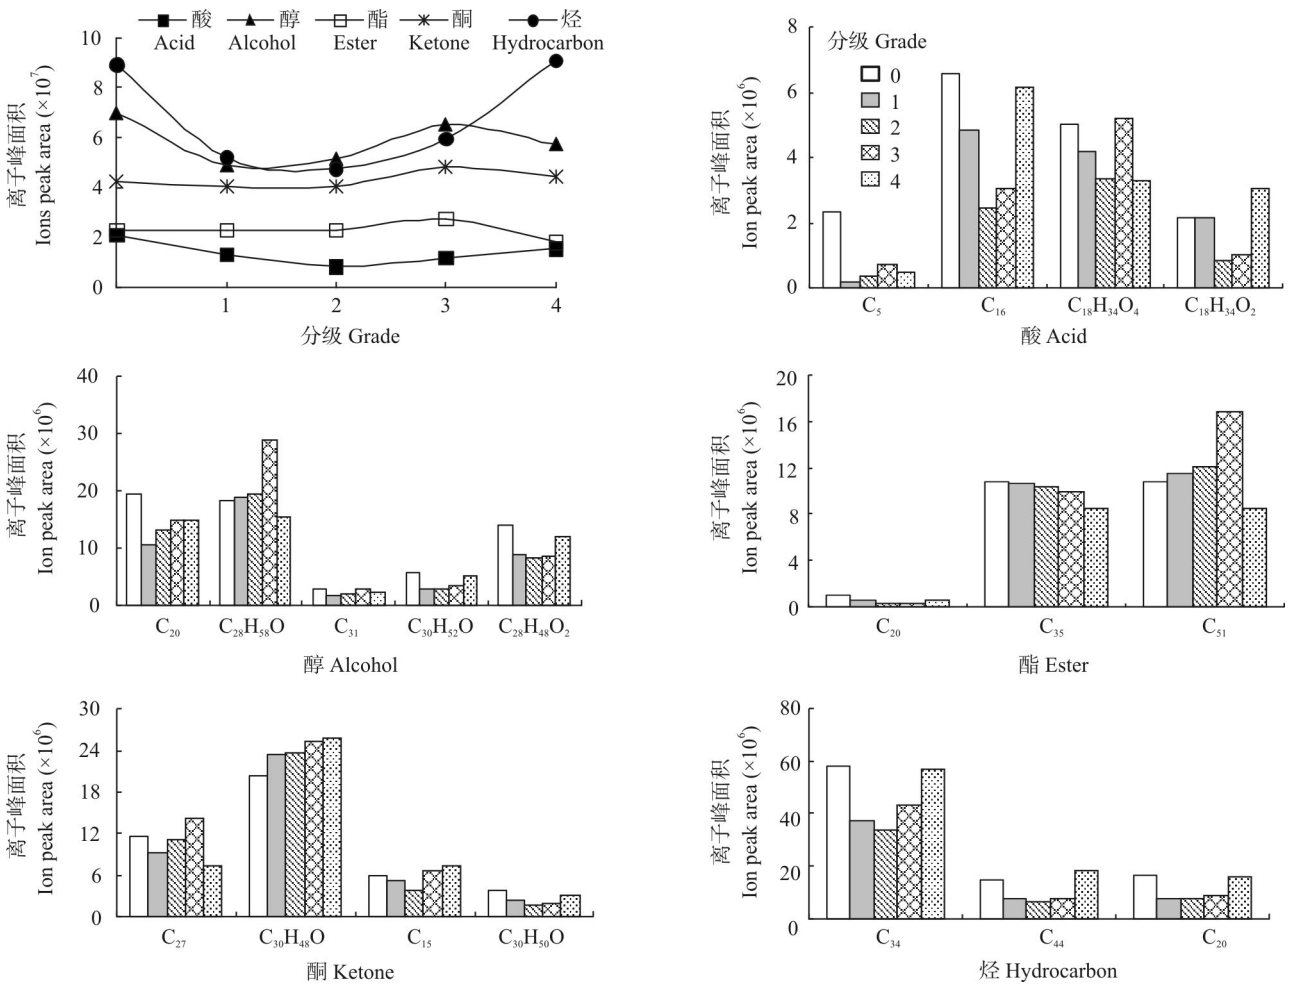 酸 醇 酯 酮 烃
Acid Alcohol Ester Ketone Hydrocarbon
离子峰面积
Ions peak area (×10⁷)
10
8
6
4
2
0
1 2 3 4
分级 Grade
离子峰面积
Ion peak area (×10⁶)
8
6
4
2
0
分级 Grade
0
1
2
3
4
C₅ C₁₆ C₁₈H₃₄O₄ C₁₈H₃₄O₂
酸 Acid
离子峰面积
Ion peak area (×10⁶)
40
30
20
10
0
C₂₀ C₂₈H₅₈O C₃₁ C₃₀H₅₂O C₂₈H₄₈O₂
醇 Alcohol
离子峰面积
Ion peak area (×10⁶)
20
16
12
8
4
0
C₂₀ C₃₅ C₅₁
酯 Ester
离子峰面积
Ion peak area (×10⁶)
30
24
18
12
6
0
C₂₇ C₃₀H₄₈O C₁₅ C₃₀H₅₀O
酮 Ketone
离子峰面积
Ion peak area (×10⁶)
80
60
40
20
0
C₃₄ C₄₄ C₂₀
烃 Hydrocarbon